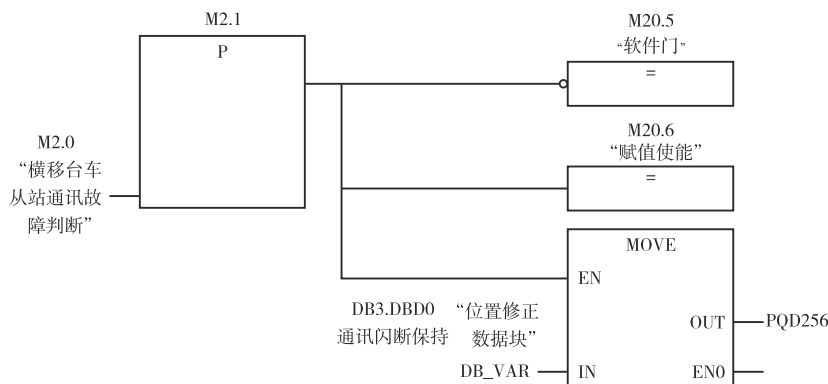 M2.1
P
M2.0
“横移台车
从站通讯故
障判断”
M20.5
“软件门”
=
M20.6
“赋值使能”
=
MOVE
EN
DB3.DBD0 “位置修正
通讯闪断保持 数据块”
OUT PQD256
DB_VAR IN ENO